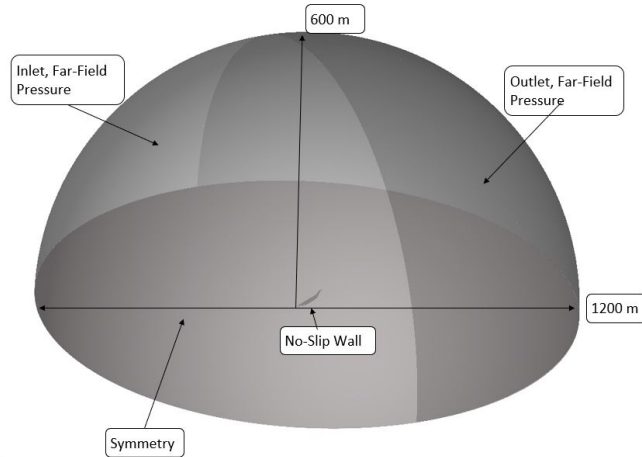 600 m
Inlet, Far-Field
Pressure
Outlet, Far-Field
Pressure
1200 m
No-Slip Wall
Symmetry